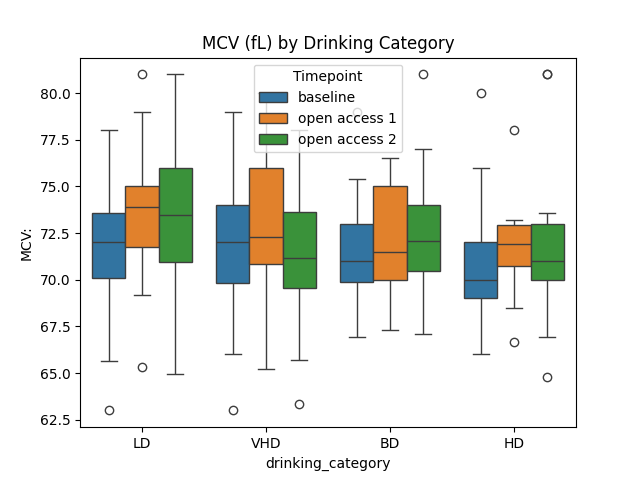 MCV (fL) by Drinking Category
Timepoint
baseline
open access 1
open access 2
80.0
77.5
75.0
72.5
70.0
67.5
65.0
62.5
MCV:
LD VHD BD HD
drinking_category